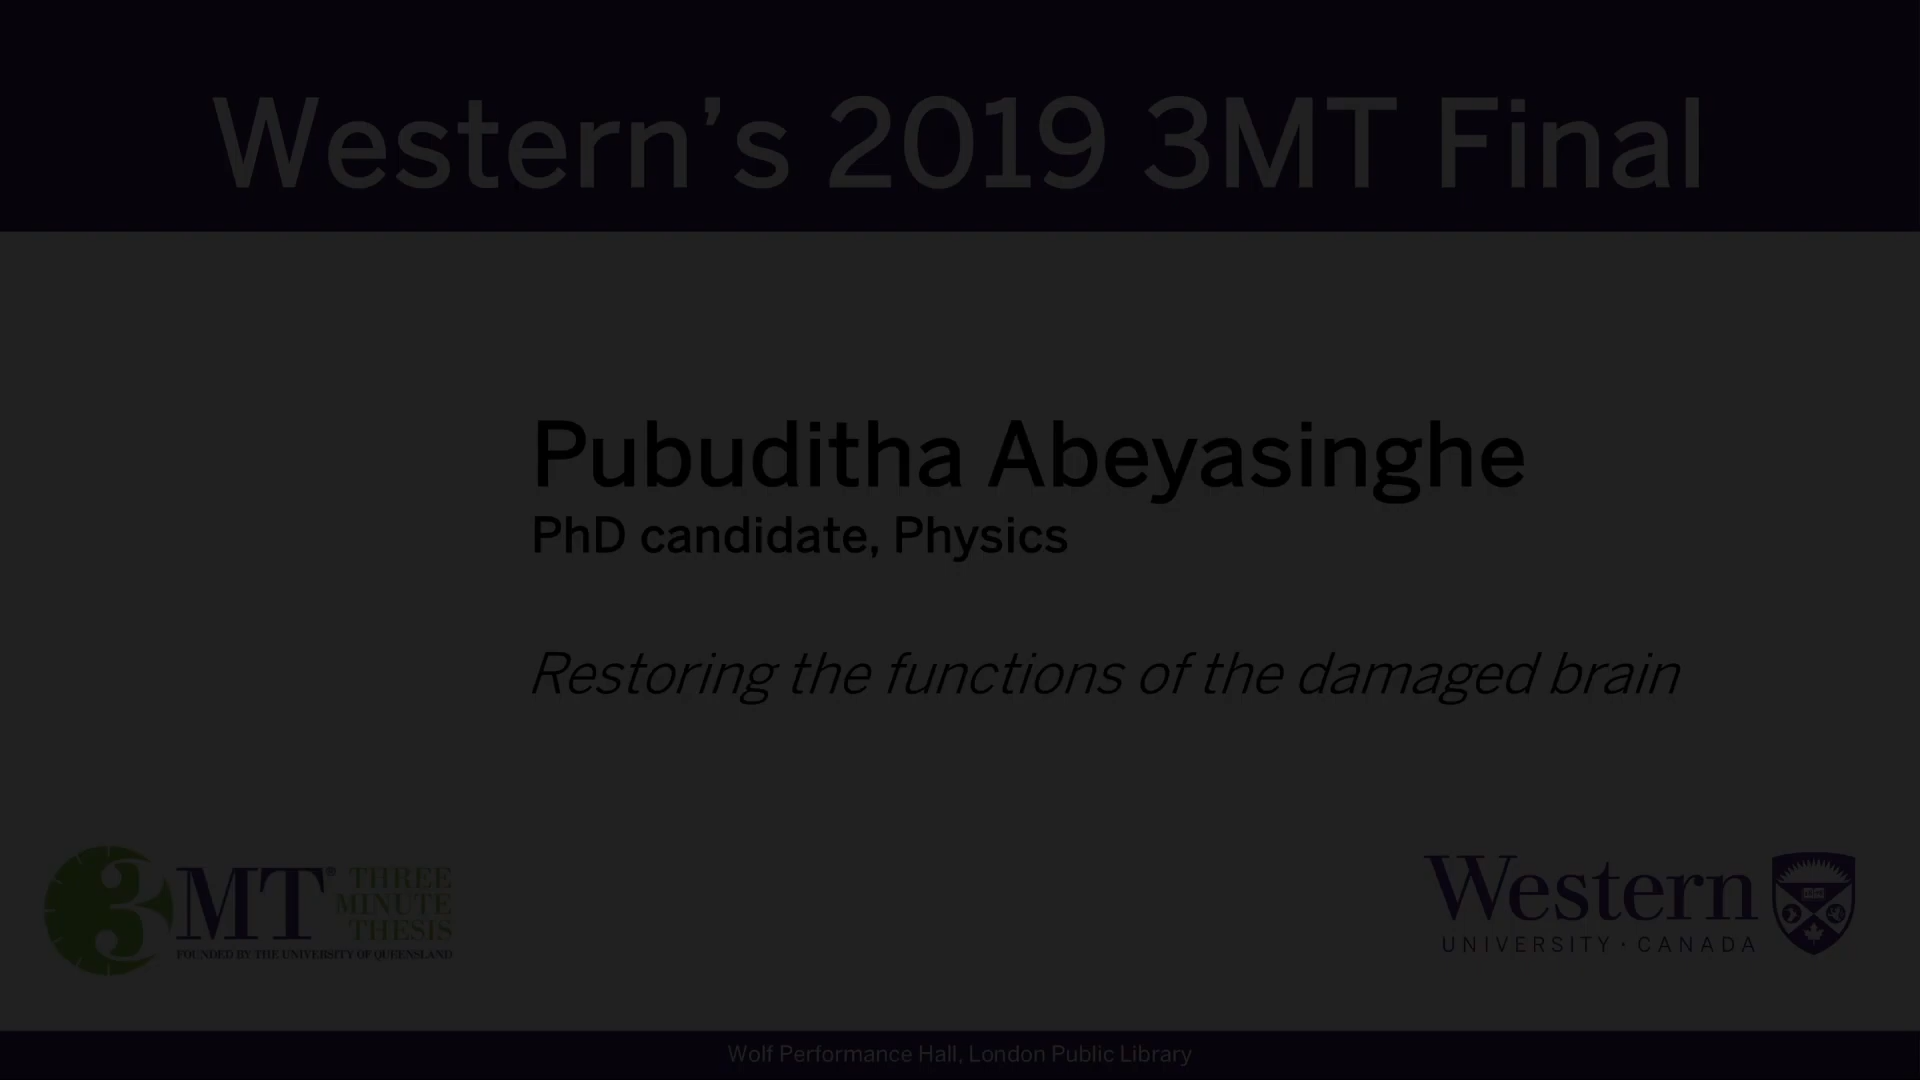 Western’s 2019 3MT Final
Pubuditha Abeyasinghe
PhD candidate, Physics
Restoring the functions of the damaged brain
3MT® THREE
MINUTE
THESIS
FOUNDED BY THE UNIVERSITY OF QUEENSLAND
Western
UNIVERSITY · CANADA
Wolf Performance Hall, London Public Library